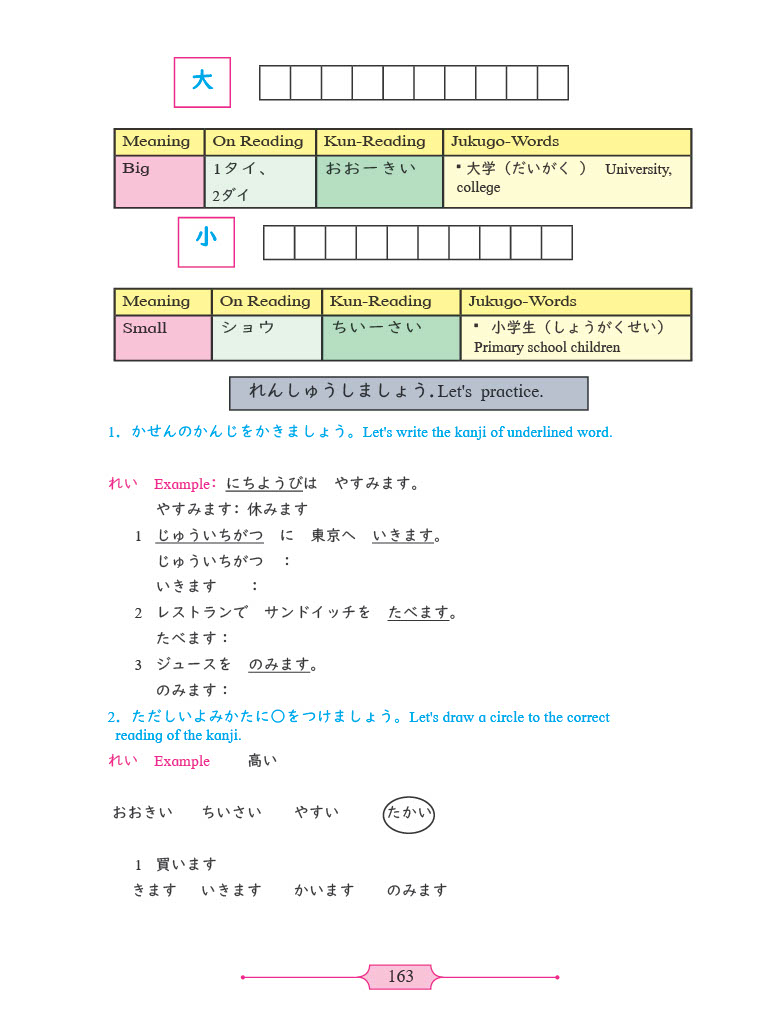 大
Meaning On Reading Kun-Reading Jukugo-Words
Big 1タイ、 おおーきい ▪大学（だいがく ） University,
2ダイ college
小
Meaning On Reading Kun-Reading Jukugo-Words
Small ショウ ちいーさい ▪ 小学生（しょうがくせい）
Primary school children
れんしゅうしましょう．Let's practice.
1．かせんのかんじをかきましょう。Let's write the kanji of underlined word.
れい Example: にちようびは やすみます。
やすみます: 休みます
1 じゅういちがつ に 東京へ いきます。
じゅういちがつ ：
いきます ：
2 レストランで サンドイッチを たべます。
たべます：
3 ジュースを のみます。
のみます：
2．ただしいよみかたに〇をつけましょう。Let's draw a circle to the correct
reading of the kanji.
れい Example 高い
おおきい ちいさい やすい たかい
1 買います
きます いきます かいます のみます
163